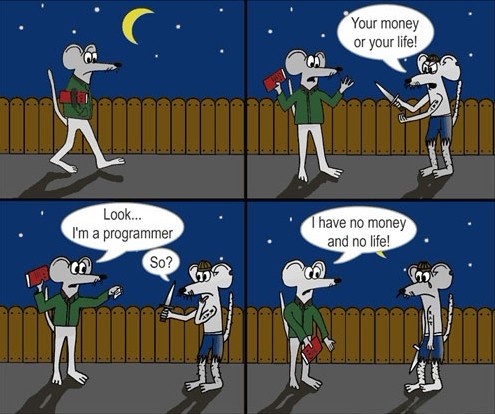 Your money
or your life!
Look...
I'm a programmer
So?
I have no money
and no life!